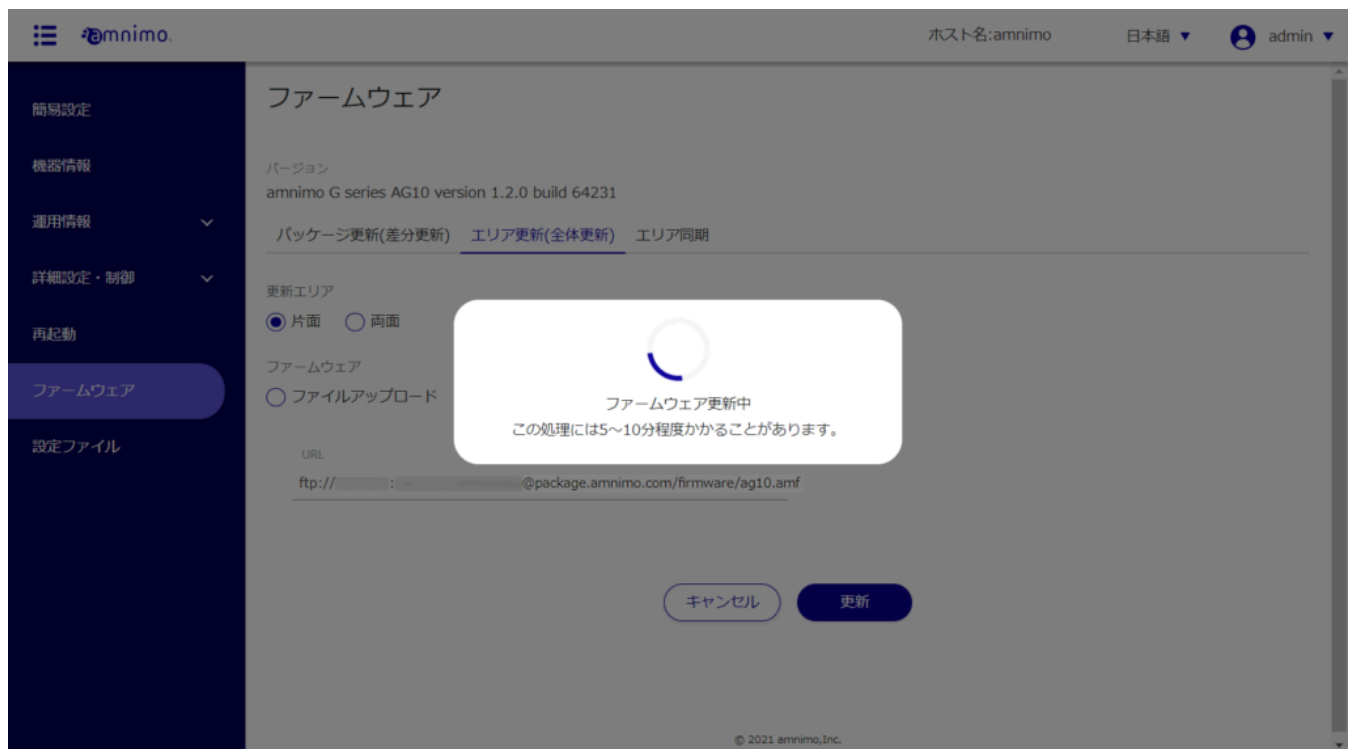 amnimo.
ホスト名:amnimo 日本語 ▼ admin ▼
簡易設定
機器情報
運用情報
詳細設定・制御
再起動
ファームウェア
設定ファイル
ファームウェア
バージョン
amnimo G series AG10 version 1.2.0 build 64231
パッケージ更新(差分更新) エリア更新(全体更新) エリア同期
更新エリア
片面 両面
ファームウェア
ファイルアップロード
ファームウェア更新中
この処理には5～10分程度かかることがあります。
URL
ftp:// : @package.amnimo.com/firmware/ag10.amf
キャンセル 更新
© 2021 amnimo,Inc.